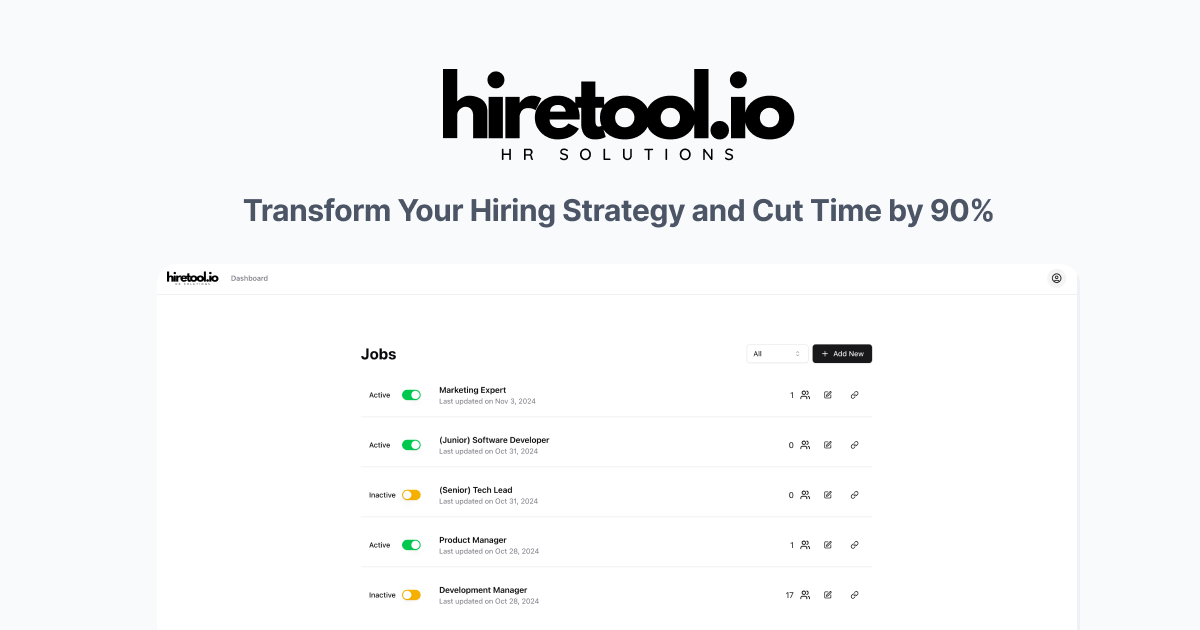 hiretool.io
HR SOLUTIONS
Transform Your Hiring Strategy and Cut Time by 90%
hiretool.io Dashboard
HR SOLUTIONS
Jobs All Add New
Active Marketing Expert 1
Last updated on Nov 3, 2024
Active (Junior) Software Developer 0
Last updated on Oct 31, 2024
Inactive (Senior) Tech Lead 0
Last updated on Oct 31, 2024
Active Product Manager 1
Last updated on Oct 28, 2024
Inactive Development Manager 17
Last updated on Oct 28, 2024